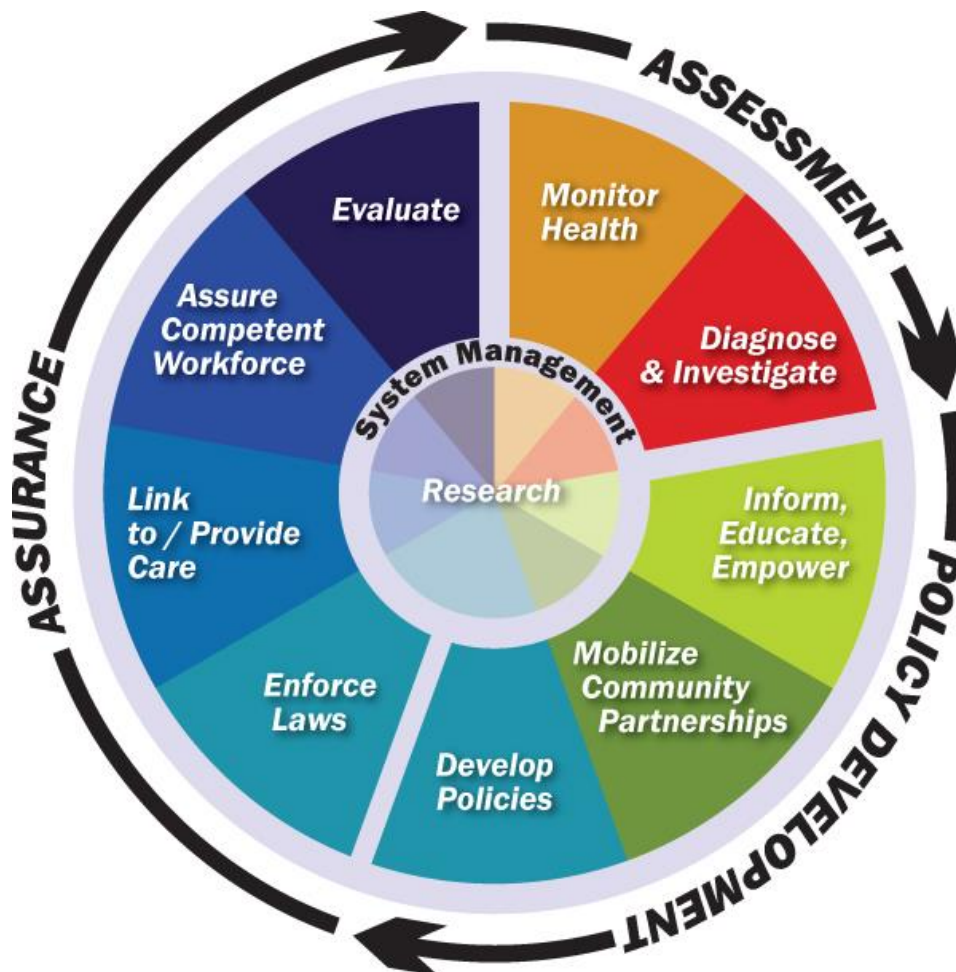 ASSESSMENT
Monitor
Health
Diagnose
& Investigate
POLICY DEVELOPMENT
Inform,
Educate,
Empower
Mobilize
Community
Partnerships
Develop
Policies
ASSURANCE
Enforce
Laws
Link
to / Provide
Care
Assure
Competent
Workforce
Evaluate
System Management
Research